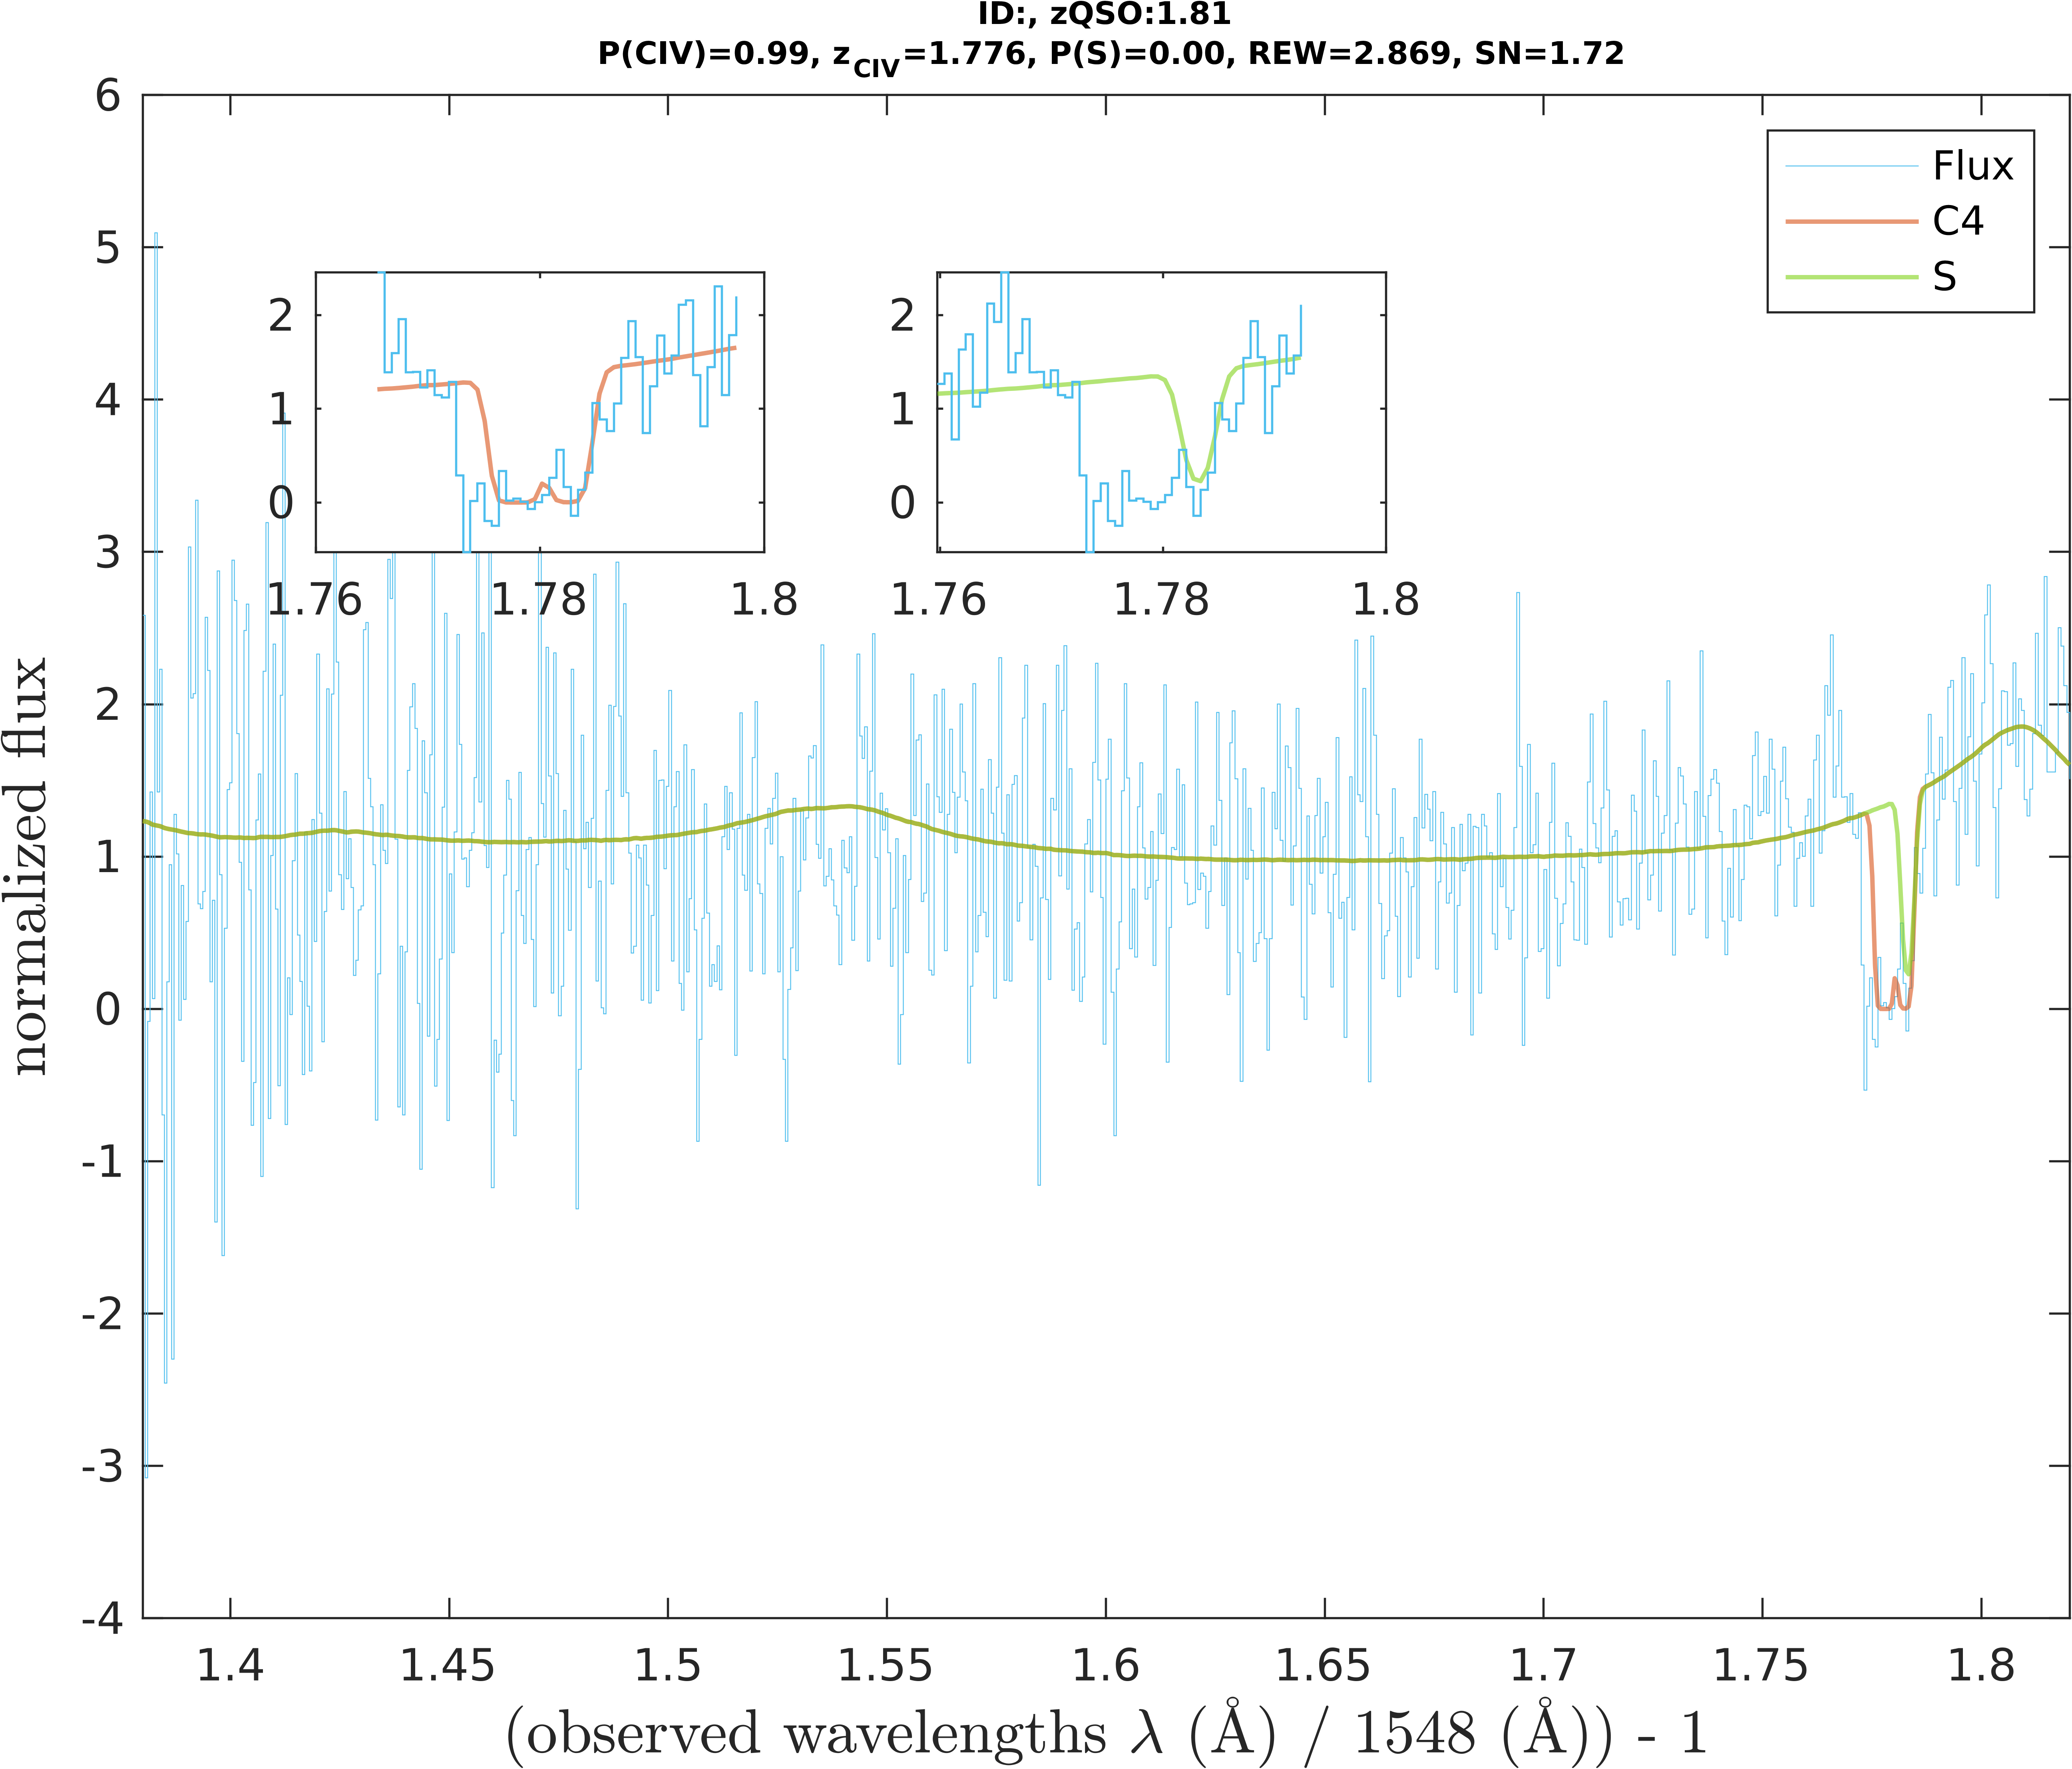 ID:, zQSO:1.81
P(CIV)=0.99, z_CIV=1.776, P(S)=0.00, REW=2.869, SN=1.72
6
5
4
3
2
1
0
-1
-2
-3
-4
normalized flux
Flux
C4
S
2
1
0
1.76 1.78 1.8
2
1
0
1.76 1.78 1.8
1.4 1.45 1.5 1.55 1.6 1.65 1.7 1.75 1.8
(observed wavelengths λ (Å) / 1548 (Å)) - 1